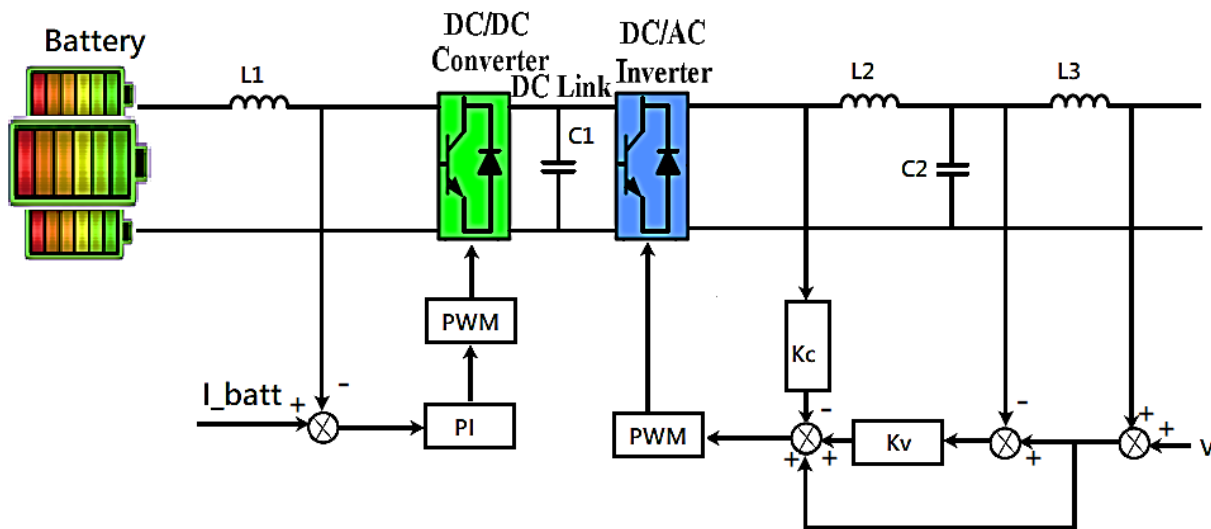 Battery
DC/DC
Converter
DC/AC
Inverter
DC Link
L1
L2
L3
C1
C2
PWM
Kc
I_batt
+
-
PI
PWM
-
+
+
Kv
-
+
+
+
V